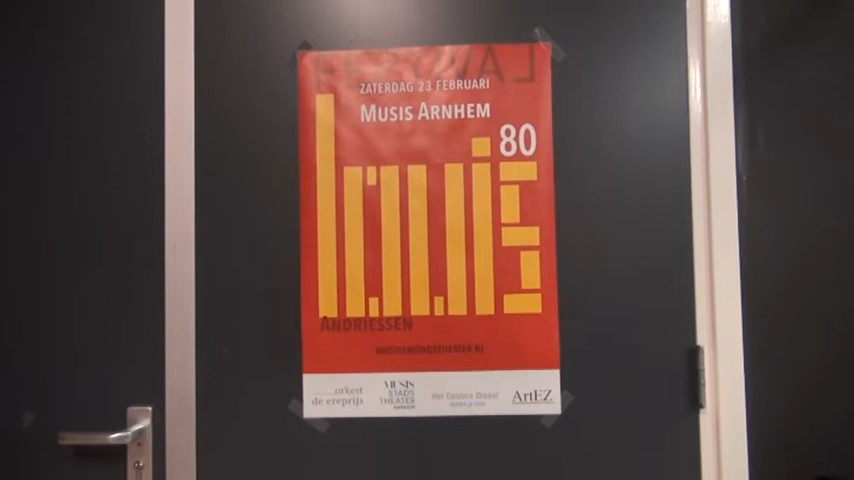 FESTIVAL
ZATERDAG 23 FEBRUARI
MUSIS ARNHEM
80
louis
ANDRIESSEN
MUSISENSTADSTHEATER.NL
orkest
de ereprijs
MUSIS
STADS
THEATER
ARNHEM
Het Gelders Orkest
ArtEZ